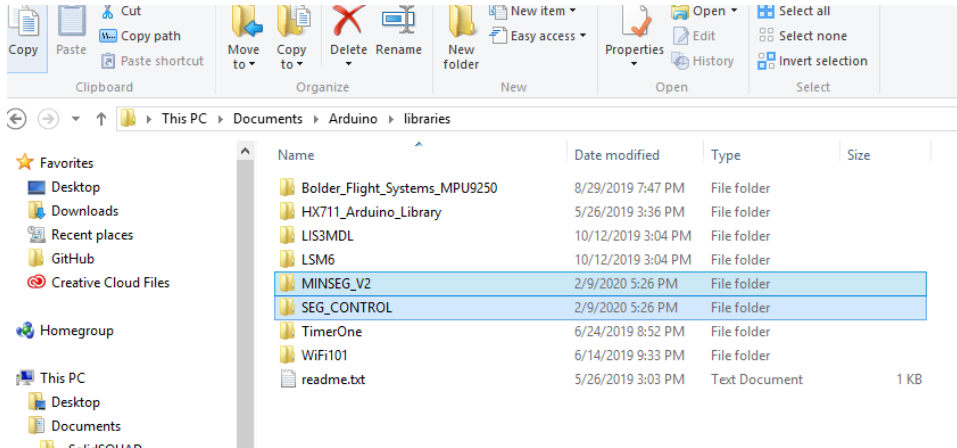 Cut
Copy path
Paste shortcut
Copy
Paste
Clipboard
Move to
Copy to
Delete
Rename
Organize
New item
Easy access
New folder
New
Properties
Open
Edit
History
Open
Select all
Select none
Invert selection
Select
This PC Documents Arduino libraries
Favorites
Desktop
Downloads
Recent places
GitHub
Creative Cloud Files
Homegroup
This PC
Desktop
Documents
SolidSQUAD
Name Date modified Type Size
Bolder_Flight_Systems_MPU9250 8/29/2019 7:47 PM File folder
HX711_Arduino_Library 5/26/2019 3:36 PM File folder
LIS3MDL 10/12/2019 3:04 PM File folder
LSM6 10/12/2019 3:04 PM File folder
MINSEG_V2 2/9/2020 5:26 PM File folder
SEG_CONTROL 2/9/2020 5:26 PM File folder
TimerOne 6/24/2019 8:52 PM File folder
WiFi101 6/14/2019 9:33 PM File folder
readme.txt 5/26/2019 3:03 PM Text Document 1 KB